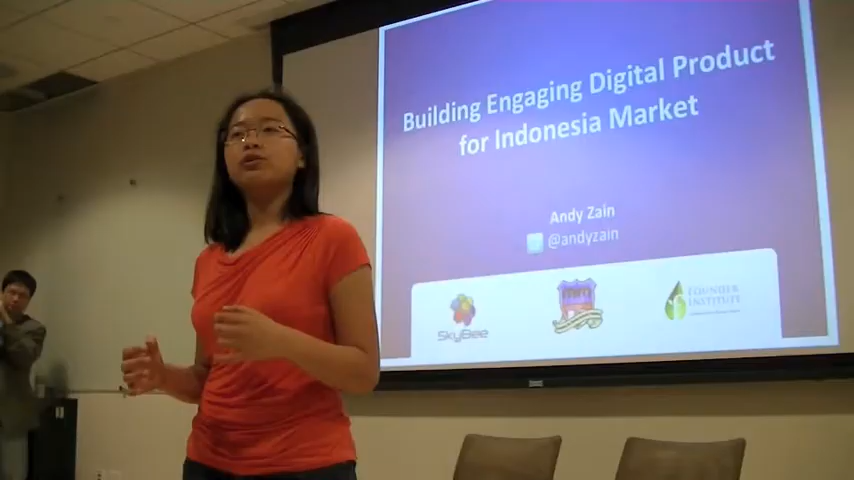 Building Engaging Digital Product
for Indonesia Market
Andy Zain
@andyzain
SkyBee
FOUNDER
INSTITUTE